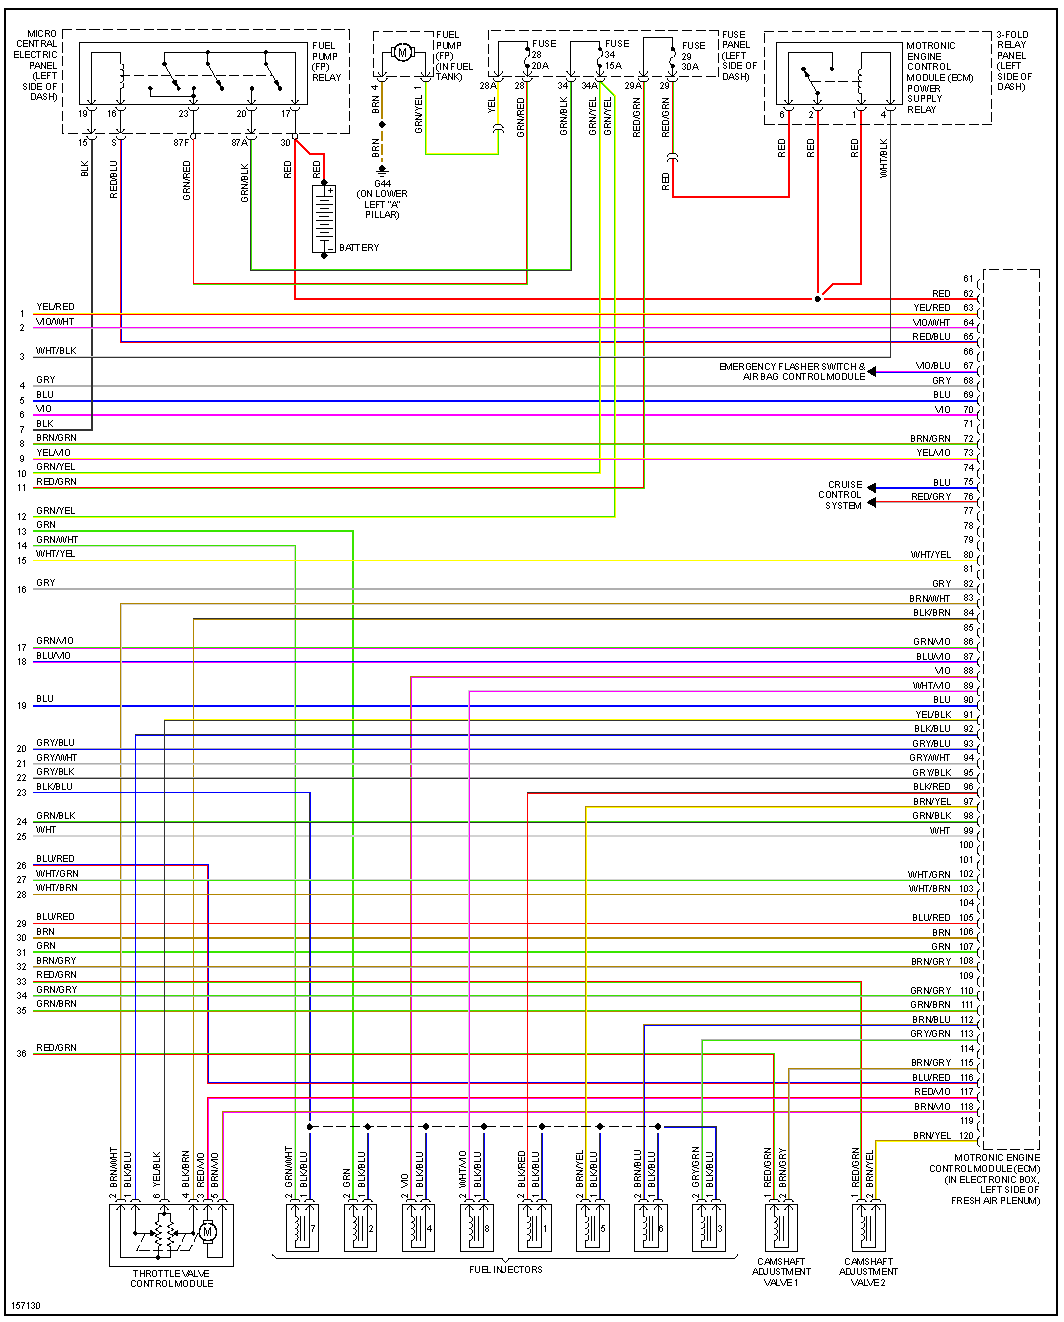 MICRO
CENTRAL
ELECTRIC
PANEL
(LEFT
SIDE OF
DASH)
FUEL
PUMP
(FP)
RELAY
19 16 23 20 17
15 S 87F 87A 30
BLK
RED/BLU
GRN/RED
GRN/BLK
RED
RED
+
-
BATTERY
FUEL
PUMP
(FP)
(IN FUEL
TANK)
M
4 1
BRN
GRN/YEL
BRN
G44
(ON LOWER
LEFT "A"
PILLAR)
FUSE
28
20A
FUSE
34
15A
FUSE
29
30A
FUSE
PANEL
(LEFT
SIDE OF
DASH)
28A 28 34 34A 29A 29
YEL
GRN/RED
GRN/BLK
GRN/YEL
GRN/YEL
RED/GRN
RED/GRN
RED
MOTRONIC
ENGINE
CONTROL
MODULE (ECM)
POWER
SUPPLY
RELAY
3-FOLD
RELAY
PANEL
(LEFT
SIDE OF
DASH)
6 2 1 4
RED
RED
RED
WHT/BLK
1 YEL/RED
2 VIO/WHT
3 WHT/BLK
4 GRY
5 BLU
6 VIO
7 BLK
8 BRN/GRN
9 YEL/VIO
10 GRN/YEL
11 RED/GRN
12 GRN/YEL
13 GRN
14 GRN/WHT
15 WHT/YEL
16 GRY
17 GRN/VIO
18 BLU/VIO
19 BLU
20 GRY/BLU
21 GRY/WHT
22 GRY/BLK
23 BLK/BLU
24 GRN/BLK
25 WHT
26 BLU/RED
27 WHT/GRN
28 WHT/BRN
29 BLU/RED
30 BRN
31 GRN
32 BRN/GRY
33 RED/GRN
34 GRN/GRY
35 GRN/BRN
36 RED/GRN
61
RED 62
YEL/RED 63
VIO/WHT 64
RED/BLU 65
66
EMERGENCY FLASHER SWITCH &
AIR BAG CONTROL MODULE
VIO/BLU 67
GRY 68
BLU 69
VIO 70
71
BRN/GRN 72
YEL/VIO 73
74
CRUISE
CONTROL
SYSTEM
BLU 75
RED/GRY 76
77
78
79
WHT/YEL 80
81
GRY 82
BRN/WHT 83
BLK/BRN 84
85
GRN/VIO 86
BLU/VIO 87
VIO 88
WHT/VIO 89
BLU 90
YEL/BLK 91
BLK/BLU 92
GRY/BLU 93
GRY/WHT 94
GRY/BLK 95
BLK/RED 96
BRN/YEL 97
GRN/BLK 98
WHT 99
100
101
WHT/GRN 102
WHT/BRN 103
104
BLU/RED 105
BRN 106
GRN 107
BRN/GRY 108
109
GRN/GRY 110
GRN/BRN 111
BRN/BLU 112
GRY/GRN 113
114
BRN/GRY 115
BLU/RED 116
RED/VIO 117
BRN/VIO 118
119
BRN/YEL 120
MOTRONIC ENGINE
CONTROL MODULE (ECM)
(IN ELECTRONIC BOX,
LEFT SIDE OF
FRESH AIR PLENUM)
2 BRN/WHT
1 BLK/BLU
6 YEL/BLK
4 BLK/BRN
3 RED/VIO
5 BRN/VIO
M
THROTTLE VALVE
CONTROL MODULE
2 GRN/WHT
1 BLK/BLU
7
2 GRN
1 BLK/BLU
2
2 VIO
1 BLK/BLU
4
2 WHT/VIO
1 BLK/BLU
8
2 BLK/RED
1 BLK/BLU
1
2 BRN/YEL
1 BLK/BLU
5
2 BRN/BLU
1 BLK/BLU
6
2 GRY/GRN
1 BLK/BLU
3
FUEL INJECTORS
1 RED/GRN
2 BRN/GRY
CAMSHAFT
ADJUSTMENT
VALVE 1
1 RED/GRN
2 BRN/YEL
CAMSHAFT
ADJUSTMENT
VALVE 2
157130